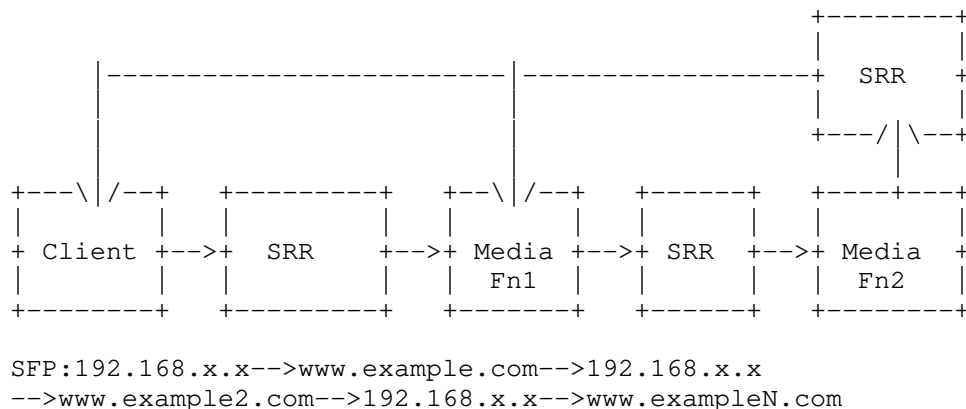 SRR
Client SRR Media SRR Media
Fn1 Fn2
SFP:192.168.x.x-->www.example.com-->192.168.x.x
-->www.example2.com-->192.168.x.x-->www.exampleN.com